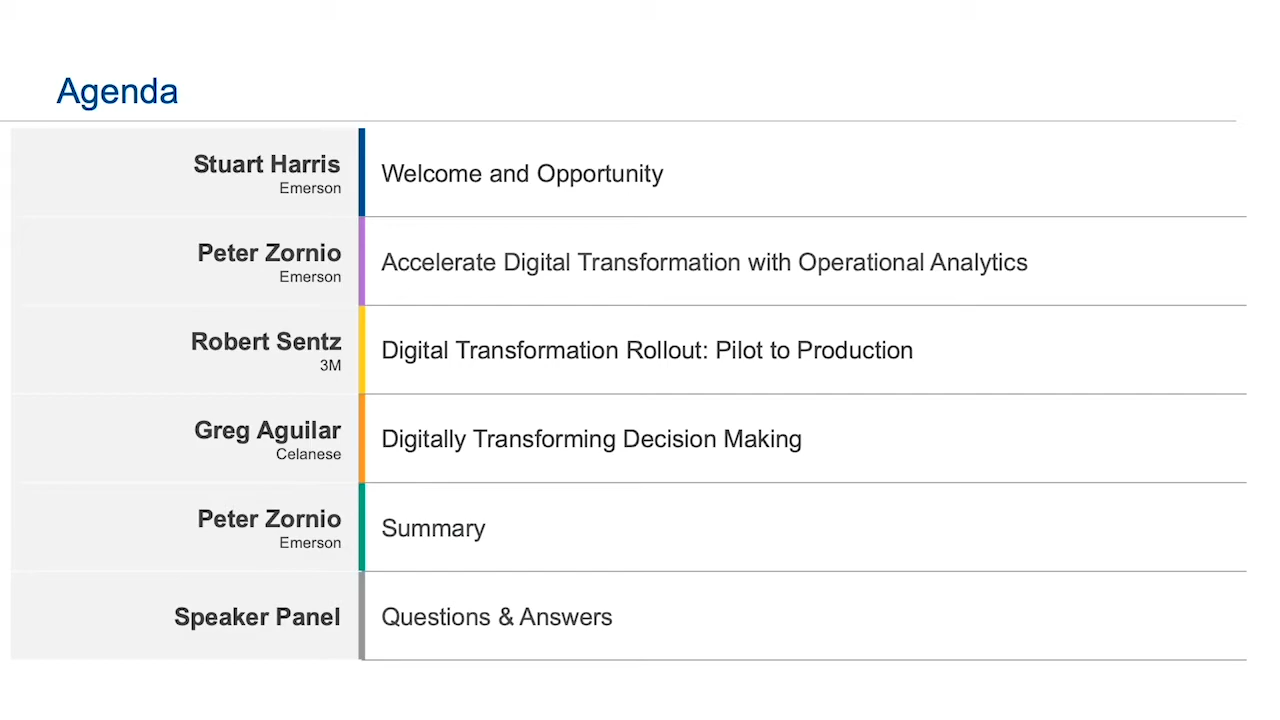 Agenda
Stuart Harris
Emerson
Welcome and Opportunity
Peter Zornio
Emerson
Accelerate Digital Transformation with Operational Analytics
Robert Sentz
3M
Digital Transformation Rollout: Pilot to Production
Greg Aguilar
Celanese
Digitally Transforming Decision Making
Peter Zornio
Emerson
Summary
Speaker Panel
Questions & Answers